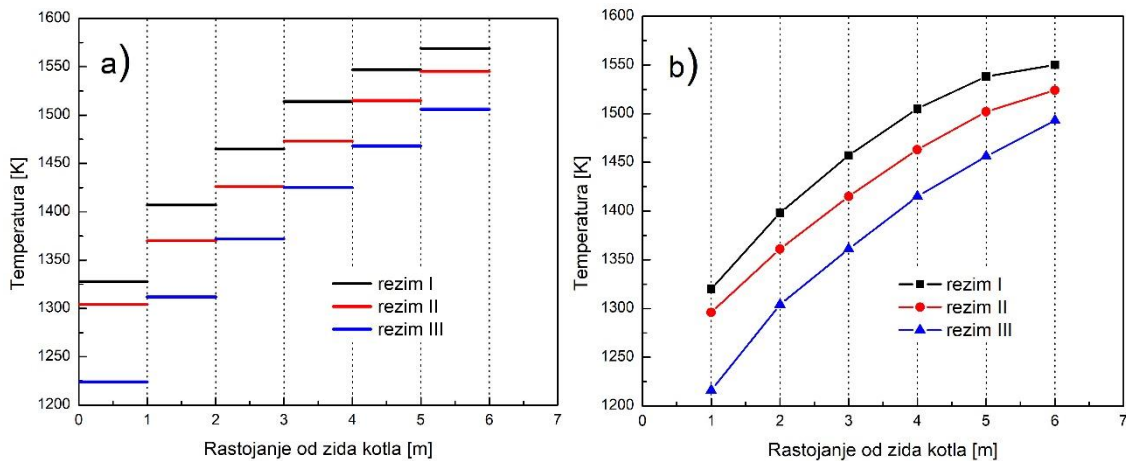 a)
1600
1550
1500
1450
1400
1350
1300
1250
1200
Temperatura [K]
rezim I
rezim II
rezim III
0 1 2 3 4 5 6 7
Rastojanje od zida kotla [m]
b)
1600
1550
1500
1450
1400
1350
1300
1250
1200
Temperatura [K]
rezim I
rezim II
rezim III
0 1 2 3 4 5 6 7
Rastojanje od zida kotla [m]